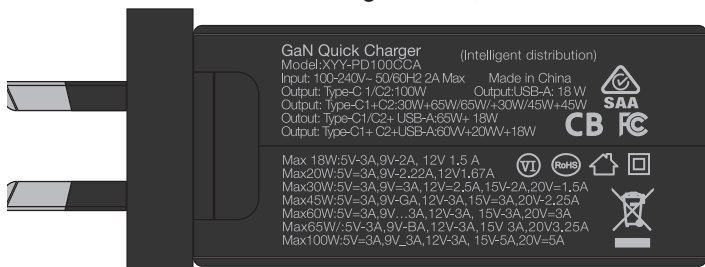 GaN Quick Charger (Intelligent distribution)
Model:XYY-PD100CCA
Input: 100-240V~ 50/60H2 2A Max Made in China
Output: Type-C 1/C2:100W Output:USB-A: 18 W
Output: Type-C1+C2:30W+65W/65W/+30W/45W+45W
Outout: Type-C1/C2+ USB-A:65W+ 18W
Output: Type-C1+ C2+USB-A:60W+20WV+18W
SAA
CB FC
Max 18W:5V-3A,9V-2A, 12V 1.5 A
Max20W:5V=3A,9V-2.22A,12V1.67A
Max30W:5V=3A,9V=3A,12V=2.5A,15V-2A,20V=1.5A
Max45W:5V=3A,9V-GA,12V-3A,15V=3A,20V-2.25A
Max60W:5V=3A,9V...3A,12V-3A, 15V-3A,20V=3A
Max65W/:5V-3A,9V-BA,12V-3A,15V 3A,20V3.25A
Max100W:5V=3A,9V_3A,12V-3A, 15V-5A,20V=5A
VI RoHS